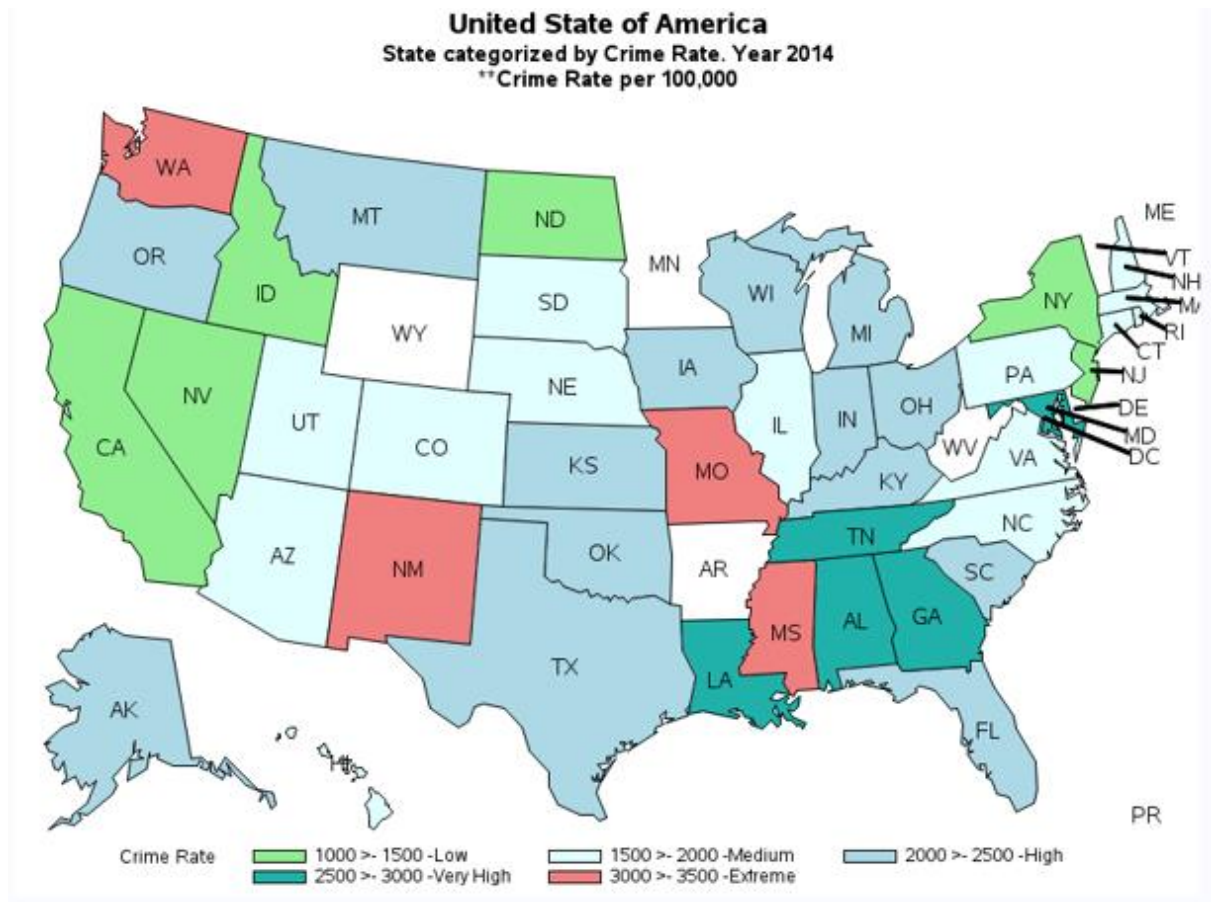 United State of America
State categorized by Crime Rate. Year 2014
**Crime Rate per 100,000
WA
MT
ND
ME
OR
MN
VT
ID
SD
WI
NH
NY
MA
WY
MI
RI
CT
IA
NE
PA
NJ
NV
OH
DE
UT
IL
IN
MD
CA
CO
WV
DC
KS
MO
VA
KY
NC
TN
AZ
OK
NM
AR
SC
MS
AL
GA
TX
LA
AK
FL
HI
PR
Crime Rate
1000 >- 1500 -Low
1500 >- 2000 -Medium
2000 >- 2500 -High
2500 >- 3000 -Very High
3000 >- 3500 -Extreme